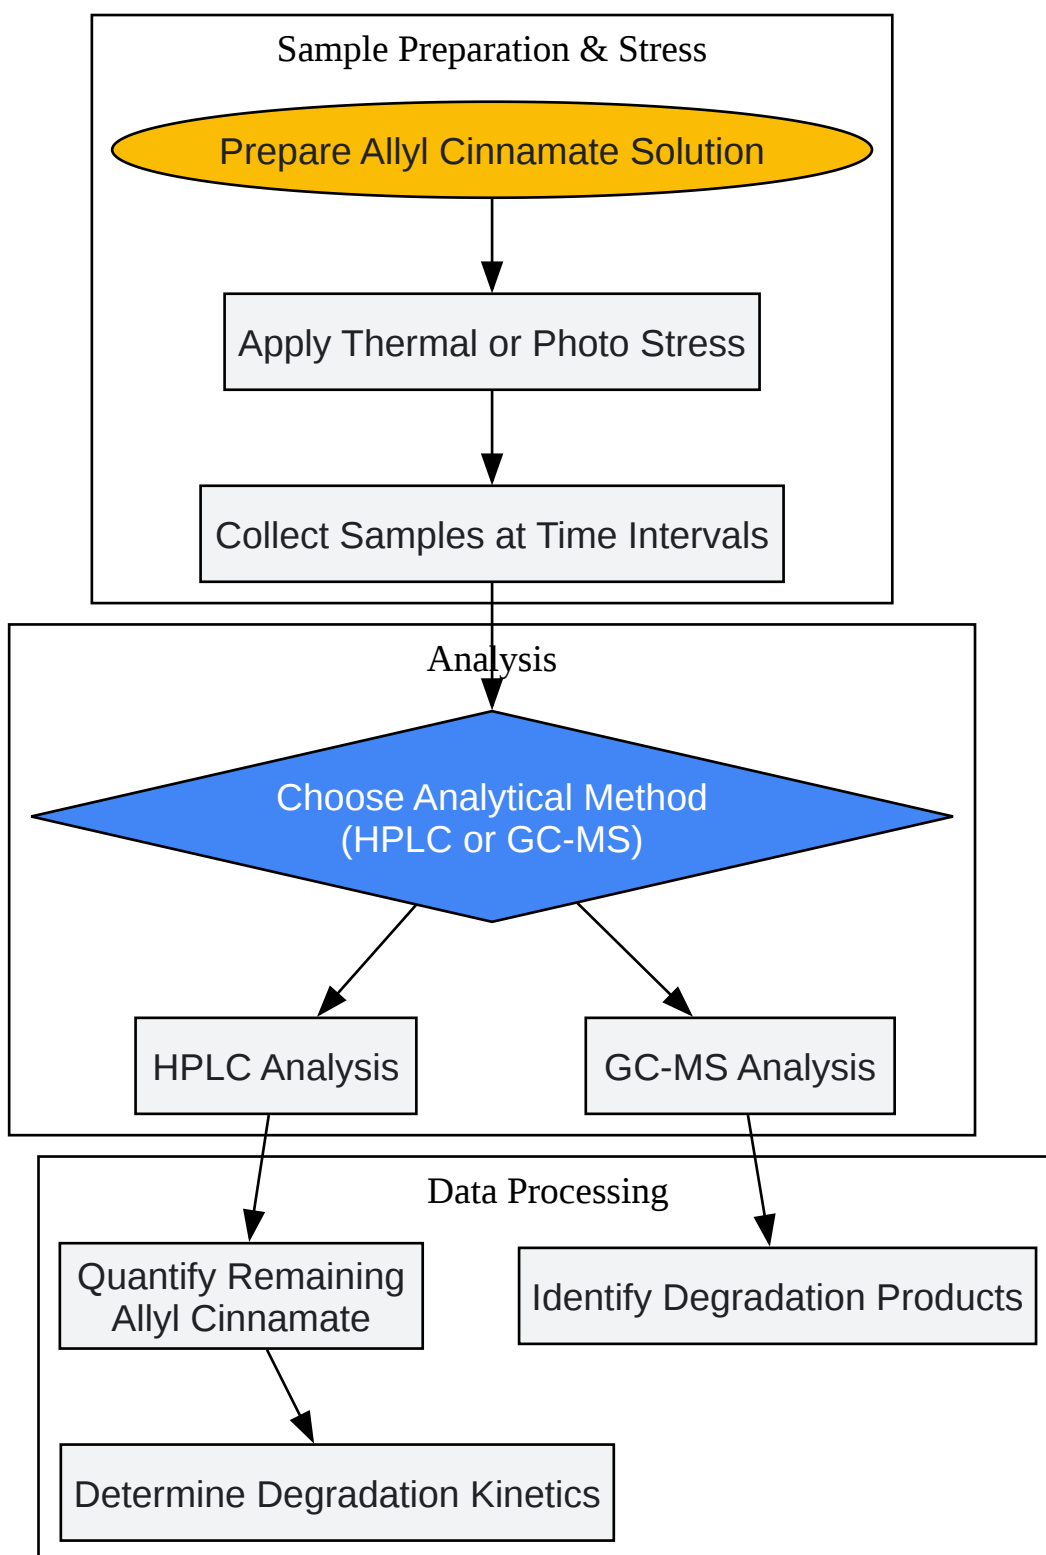 Sample Preparation & Stress
Prepare Allyl Cinnamate Solution
Apply Thermal or Photo Stress
Collect Samples at Time Intervals
Analysis
Choose Analytical Method
(HPLC or GC-MS)
HPLC Analysis
GC-MS Analysis
Data Processing
Quantify Remaining
Allyl Cinnamate
Identify Degradation Products
Determine Degradation Kinetics